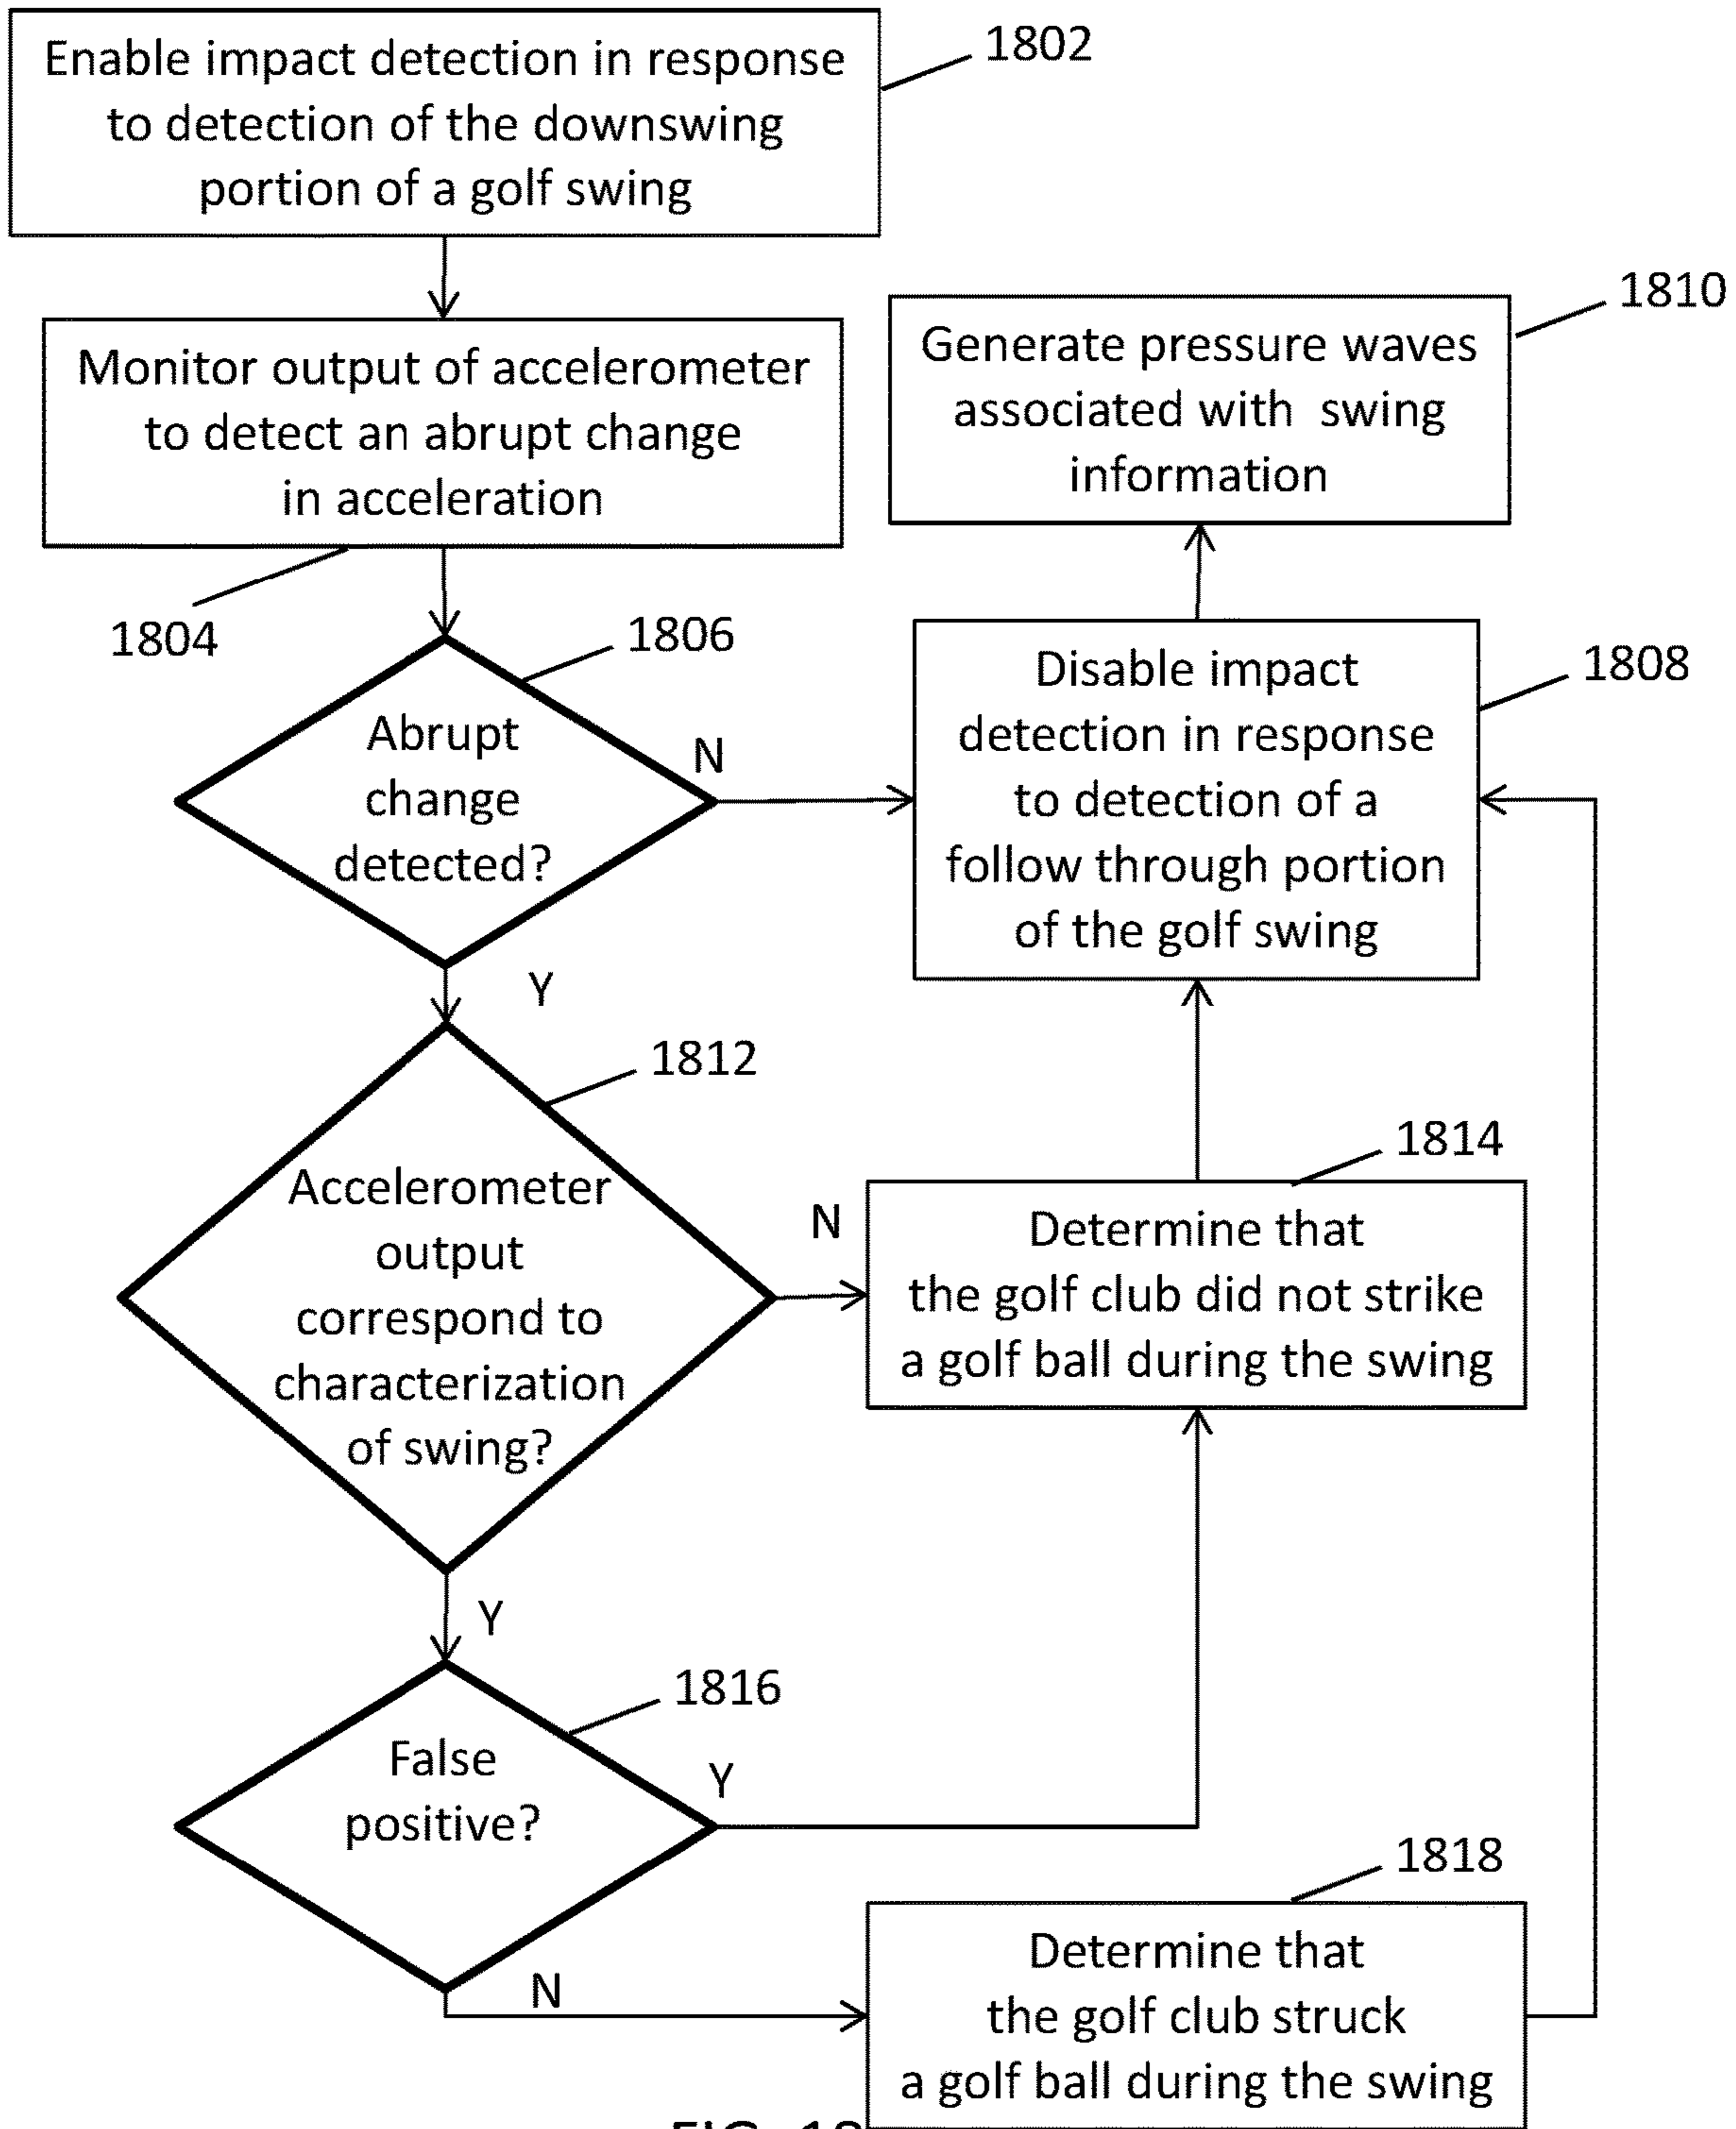 Enable impact detection in response
to detection of the downswing
portion of a golf swing
1802
Monitor output of accelerometer
to detect an abrupt change
in acceleration
1804
1806
Abrupt
change
detected?
N
Y
Generate pressure waves
associated with swing
information
1810
Disable impact
detection in response
to detection of a
follow through portion
of the golf swing
1808
1812
Accelerometer
output
correspond to
characterization
of swing?
N
Y
1814
Determine that
the golf club did not strike
a golf ball during the swing
1816
False
positive?
Y
N
1818
Determine that
the golf club struck
a golf ball during the swing
FIG. 18